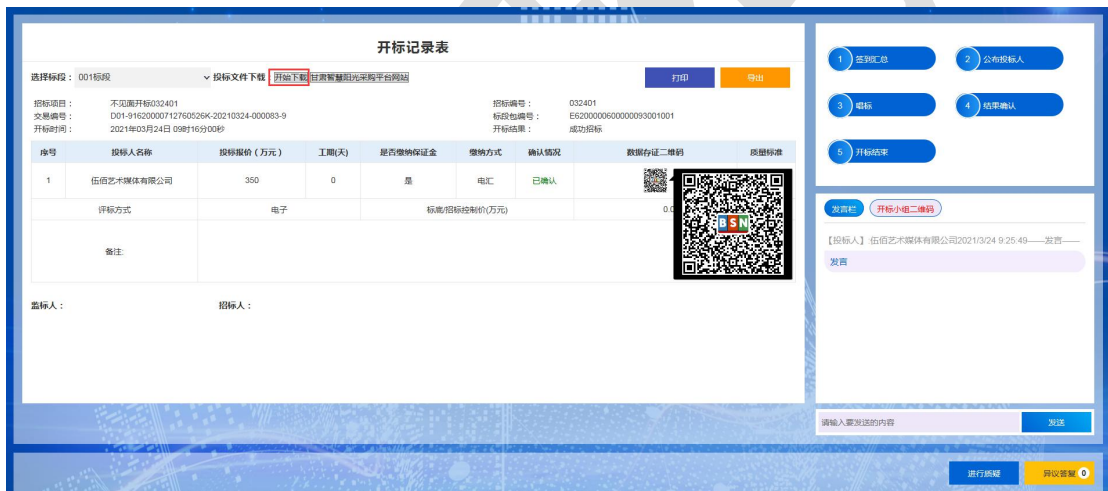 开标记录表
选择标段： 001标段 投标文件下载： 开始下载 甘肃智慧阳光采购平台网站 打印 导出
招标项目： 不见面开标032401 招标编号： 032401
交易编号： D01-91620000712760526K-20210324-000083-9 标段包编号： E6200000600000093001001
开标时间： 2021年03月24日 09时16分00秒 开标结果： 成功招标
序号 投标人名称 投标报价（万元） 工期(天) 是否缴纳保证金 缴纳方式 确认情况 数据存证二维码 质量标准
1 伍佰艺术媒体有限公司 350 0 是 电汇 已确认
BSN
评标方式 电子 标底/招标控制价(万元)
备注:
监标人： 招标人：
1 签到汇总 2 公布投标人
3 唱标 4 结果确认
5 开标结束
发言栏 开标小组二维码
【投标人】伍佰艺术媒体有限公司2021/3/24 9:25:49——发言——
发言
请输入要发送的内容 发送
进行质疑 异议答复 0